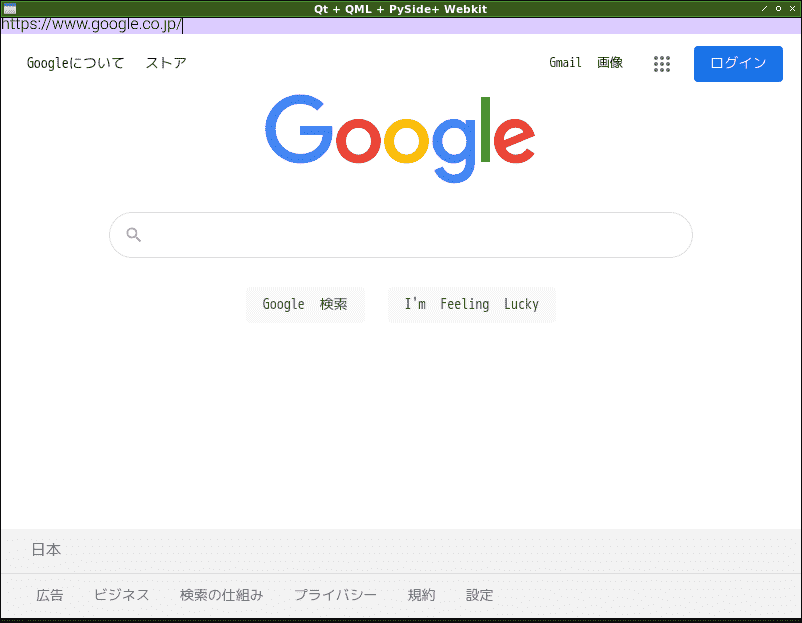 Qt + QML + PySide+ Webkit
https://www.google.co.jp/
Googleについて ストア Gmail 画像 ログイン
Google
Google 検索 I'm Feeling Lucky
日本
広告 ビジネス 検索の仕組み プライバシー 規約 設定